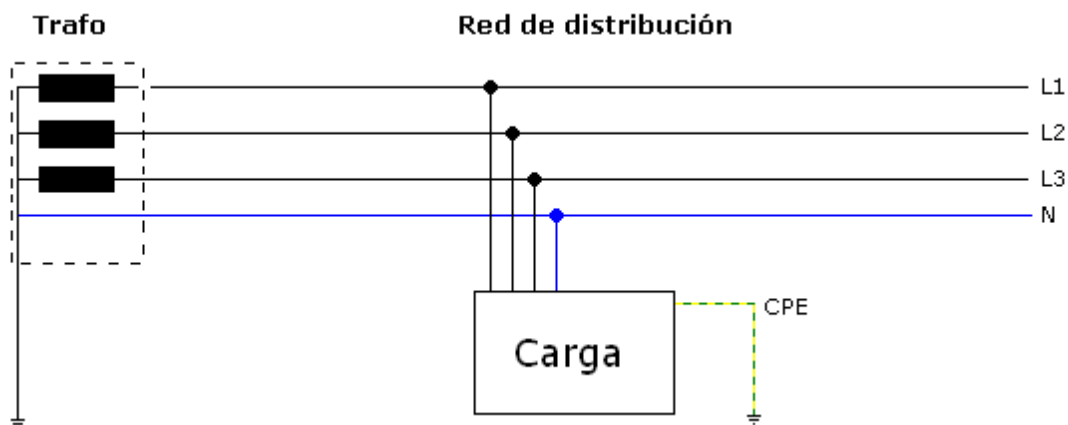 Trafo
Red de distribución
L1
L2
L3
N
CPE
Carga